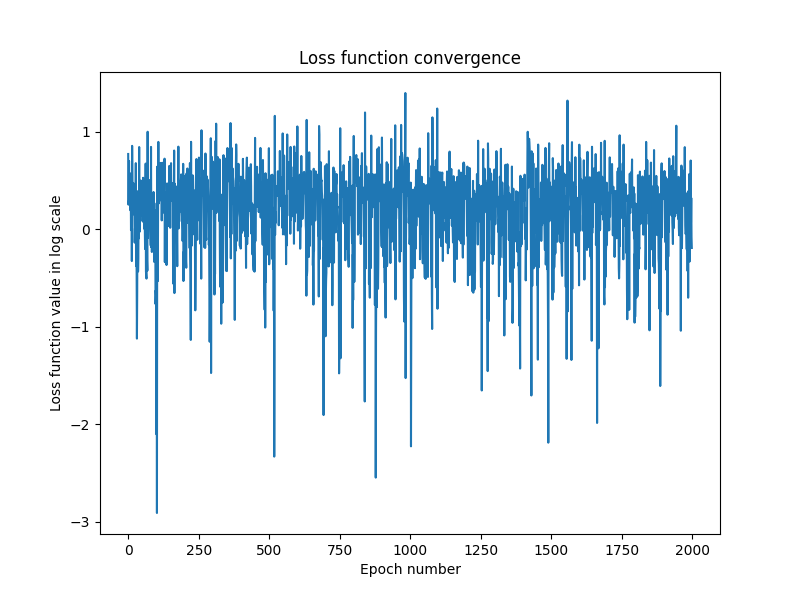 Loss function convergence
Loss function value in log scale
1
0
−1
−2
−3
0 250 500 750 1000 1250 1500 1750 2000
Epoch number